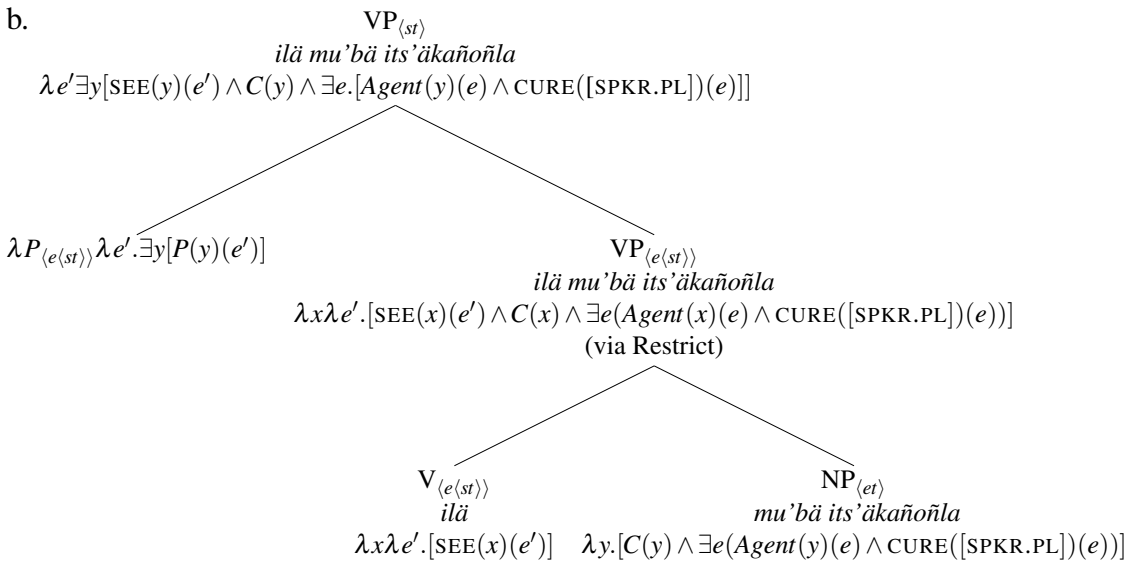 b.
VP⟨st⟩
ilä mu’bä its’äkañoñla
λe′∃y[SEE(y)(e′) ∧ C(y) ∧ ∃e.[Agent(y)(e) ∧ CURE([SPKR.PL])(e)]]
λP⟨e⟨st⟩⟩λe′.∃y[P(y)(e′)]
VP⟨e⟨st⟩⟩
ilä mu’bä its’äkañoñla
λxλe′.[SEE(x)(e′) ∧ C(x) ∧ ∃e(Agent(x)(e) ∧ CURE([SPKR.PL])(e))]
(via Restrict)
V⟨e⟨st⟩⟩
ilä
λxλe′.[SEE(x)(e′)]
NP⟨et⟩
mu’bä its’äkañoñla
λy.[C(y) ∧ ∃e(Agent(y)(e) ∧ CURE([SPKR.PL])(e))]